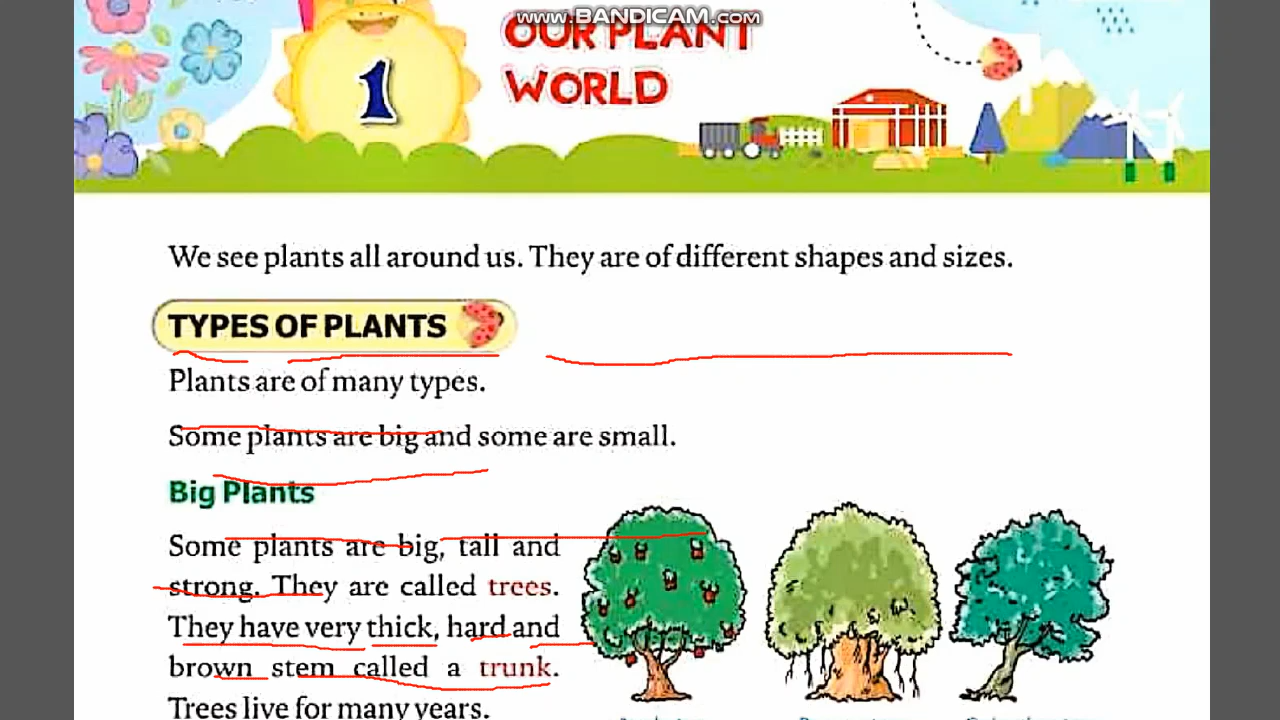 www.BANDICAM.com
OUR PLANT
WORLD
1
We see plants all around us. They are of different shapes and sizes.
TYPES OF PLANTS
Plants are of many types.
Some plants are big and some are small.
Big Plants
Some plants are big, tall and
strong. They are called trees.
They have very thick, hard and
brown stem called a trunk.
Trees live for many years.